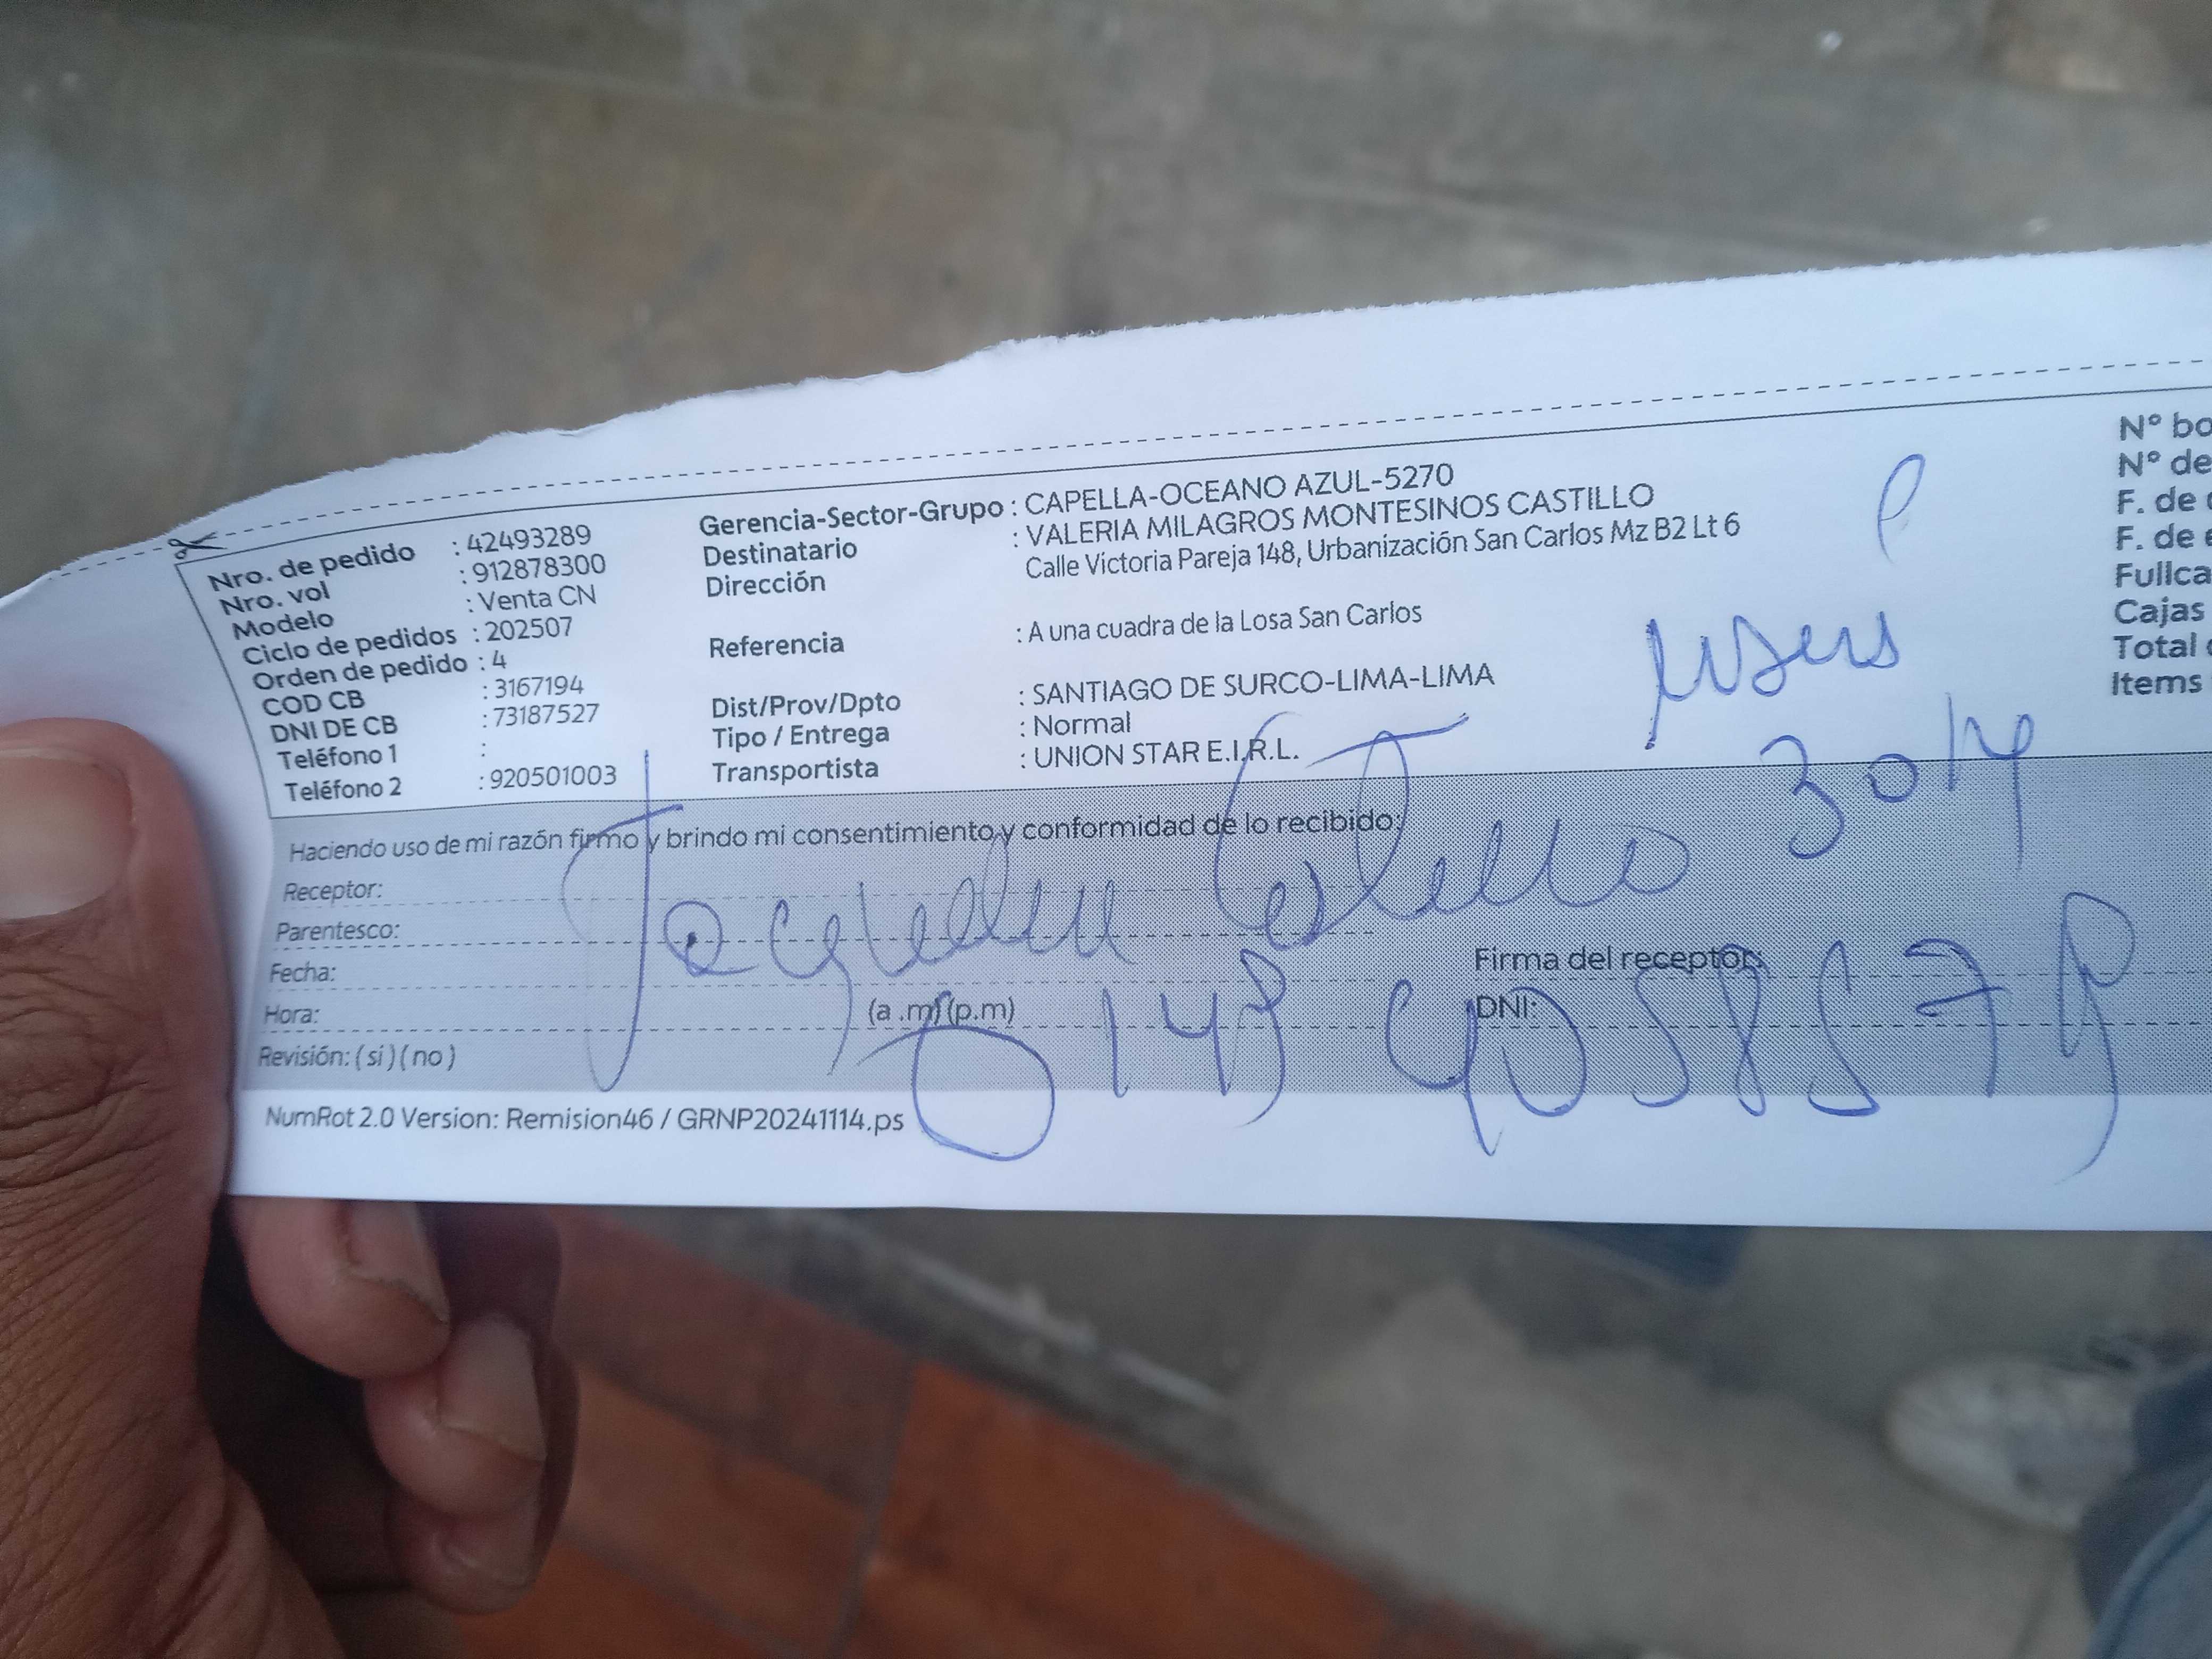 Nro. de pedido : 42493289
Nro. vol : 912878300
Modelo : Venta CN
Ciclo de pedidos : 202507
Orden de pedido : 4
COD CB : 3167194
DNI DE CB : 73187527
Teléfono 1 :
Teléfono 2 : 920501003
Gerencia-Sector-Grupo : CAPELLA-OCEANO AZUL-5270
Destinatario : VALERIA MILAGROS MONTESINOS CASTILLO
Dirección Calle Victoria Pareja 148, Urbanización San Carlos Mz B2 Lt 6
Referencia : A una cuadra de la Losa San Carlos
Dist/Prov/Dpto : SANTIAGO DE SURCO-LIMA-LIMA
Tipo / Entrega : Normal
Transportista : UNION STAR E.I.R.L.
Nº bo
Nº de
F. de
F. de e
Fullca
Cajas
Total
Items
30/4
Haciendo uso de mi razón firmo y brindo mi consentimiento y conformidad de lo recibido:
Receptor:
Parentesco:
Fecha:
Hora: (a .m) (p.m)
Revisión: ( si ) ( no )
Castillo
Firma del receptor:
DNI:
NumRot 2.0 Version: Remision46 / GRNP20241114.ps